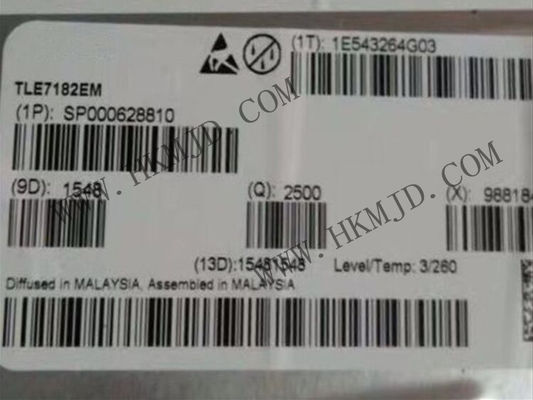 (1T): 1E543264G03
TLE7182EM
(1P): SP000628810
(9D): 1548
(Q): 2500
(X): 988184
(13D):15481548
Level/Temp: 3/260
Diffused in MALAYSIA, Assembled in MALAYSIA
WWW.HKMJD.COM
WWW.HKMJD.COM